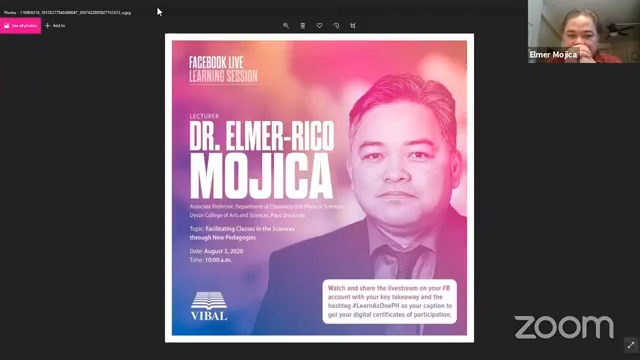 See all photos
Add to
Elmer Mojica
FACEBOOK LIVE
LEARNING SESSION
LECTURER
DR. ELMER-RICO
MOJICA
Associate Professor, Department of Chemistry and Physical Sciences,
Dyson College of Arts and Sciences, Pace University
Topic: Facilitating Classes in the Sciences
through New Pedagogies
Date: August 1, 2020
Time: 10:00 a.m.
Watch and share the livestream on your FB
account with your key takeaway and the
hashtag #LearnAsOnePH as your caption to
get your digital certificates of participation.
VIBAL
zoom